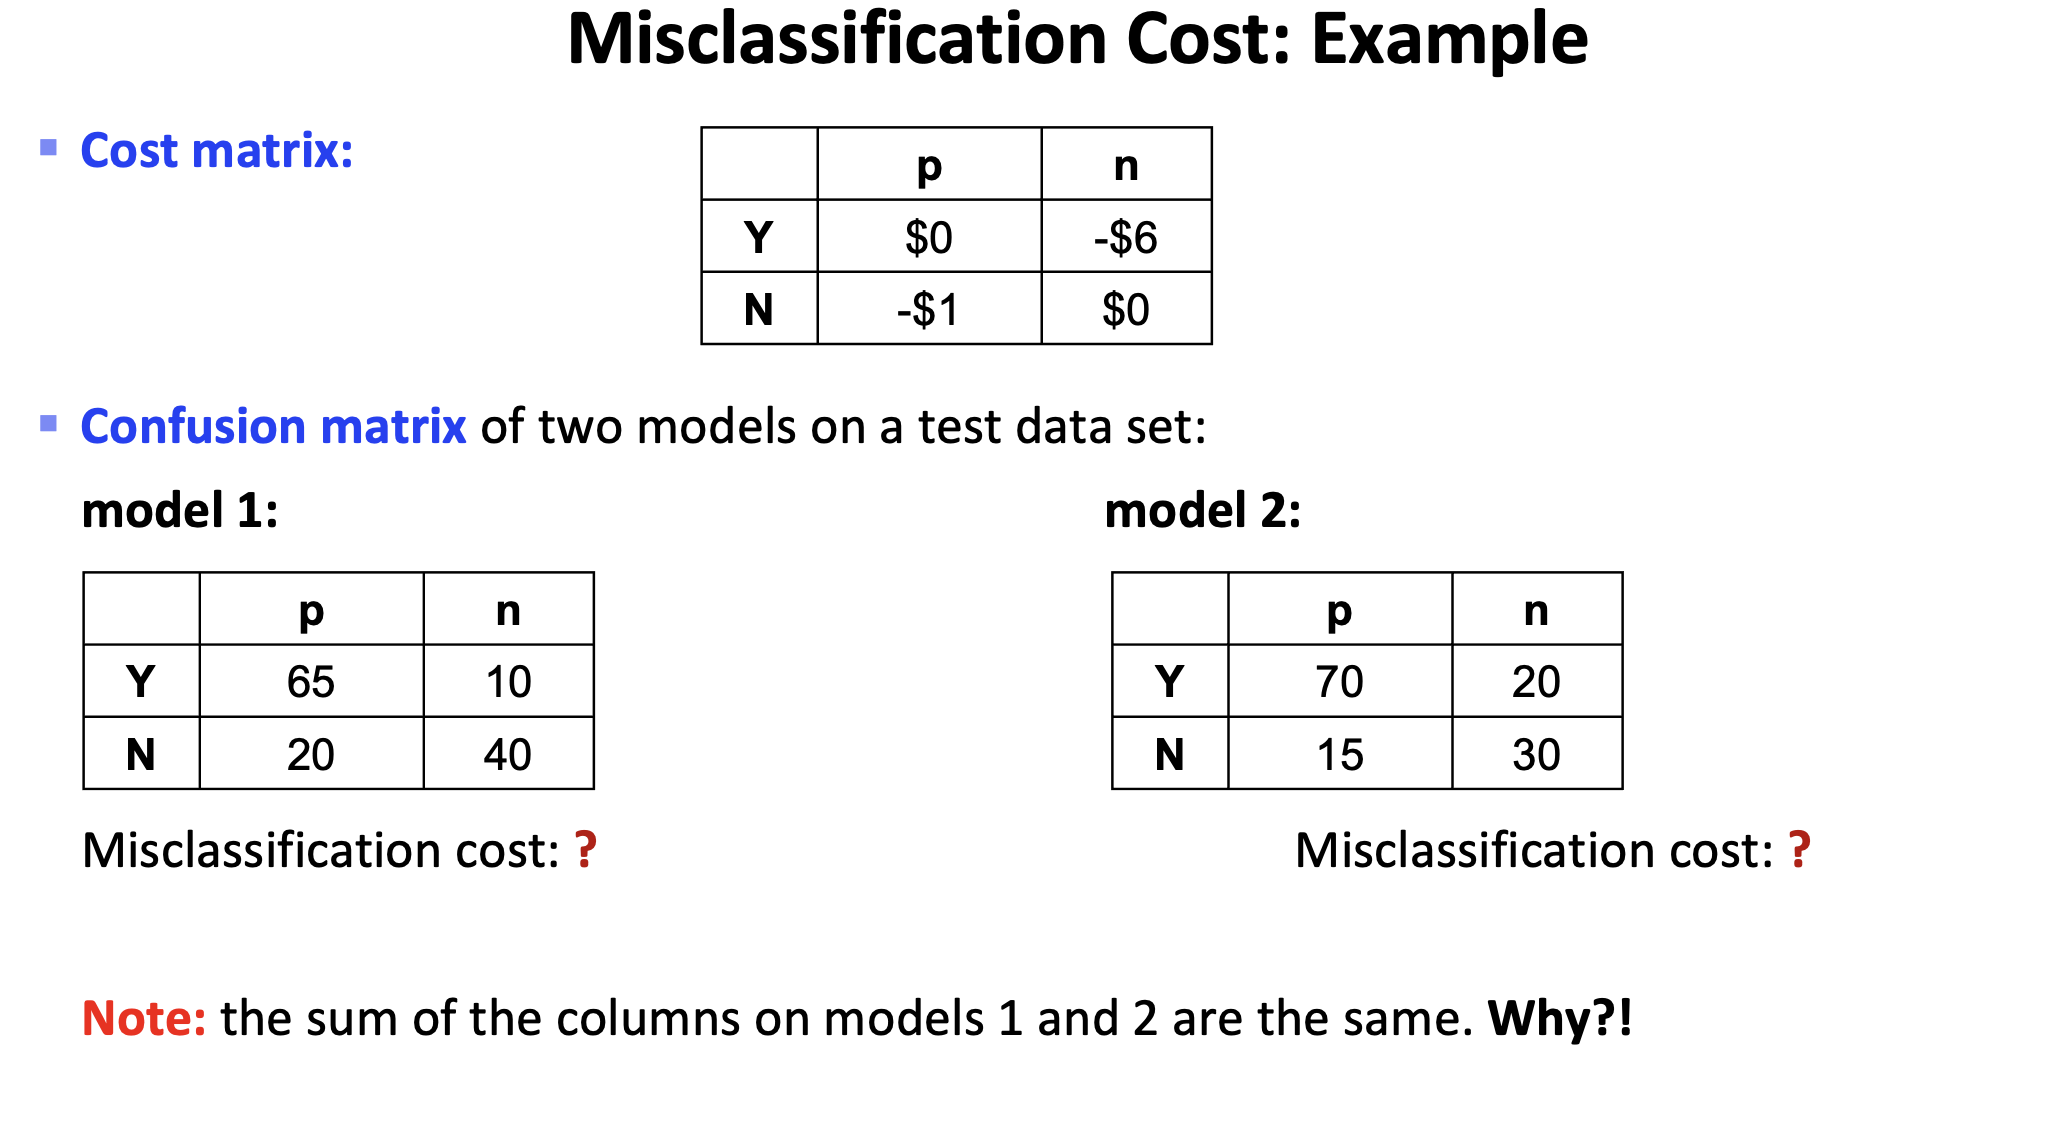 Misclassification Cost: Example
Cost matrix:
p n
Y $0 -$6
N -$1 $0
Confusion matrix of two models on a test data set:
model 1: model 2:
p n p n
Y 65 10 Y 70 20
N 20 40 N 15 30
Misclassification cost: ? Misclassification cost: ?
Note: the sum of the columns on models 1 and 2 are the same. Why?!